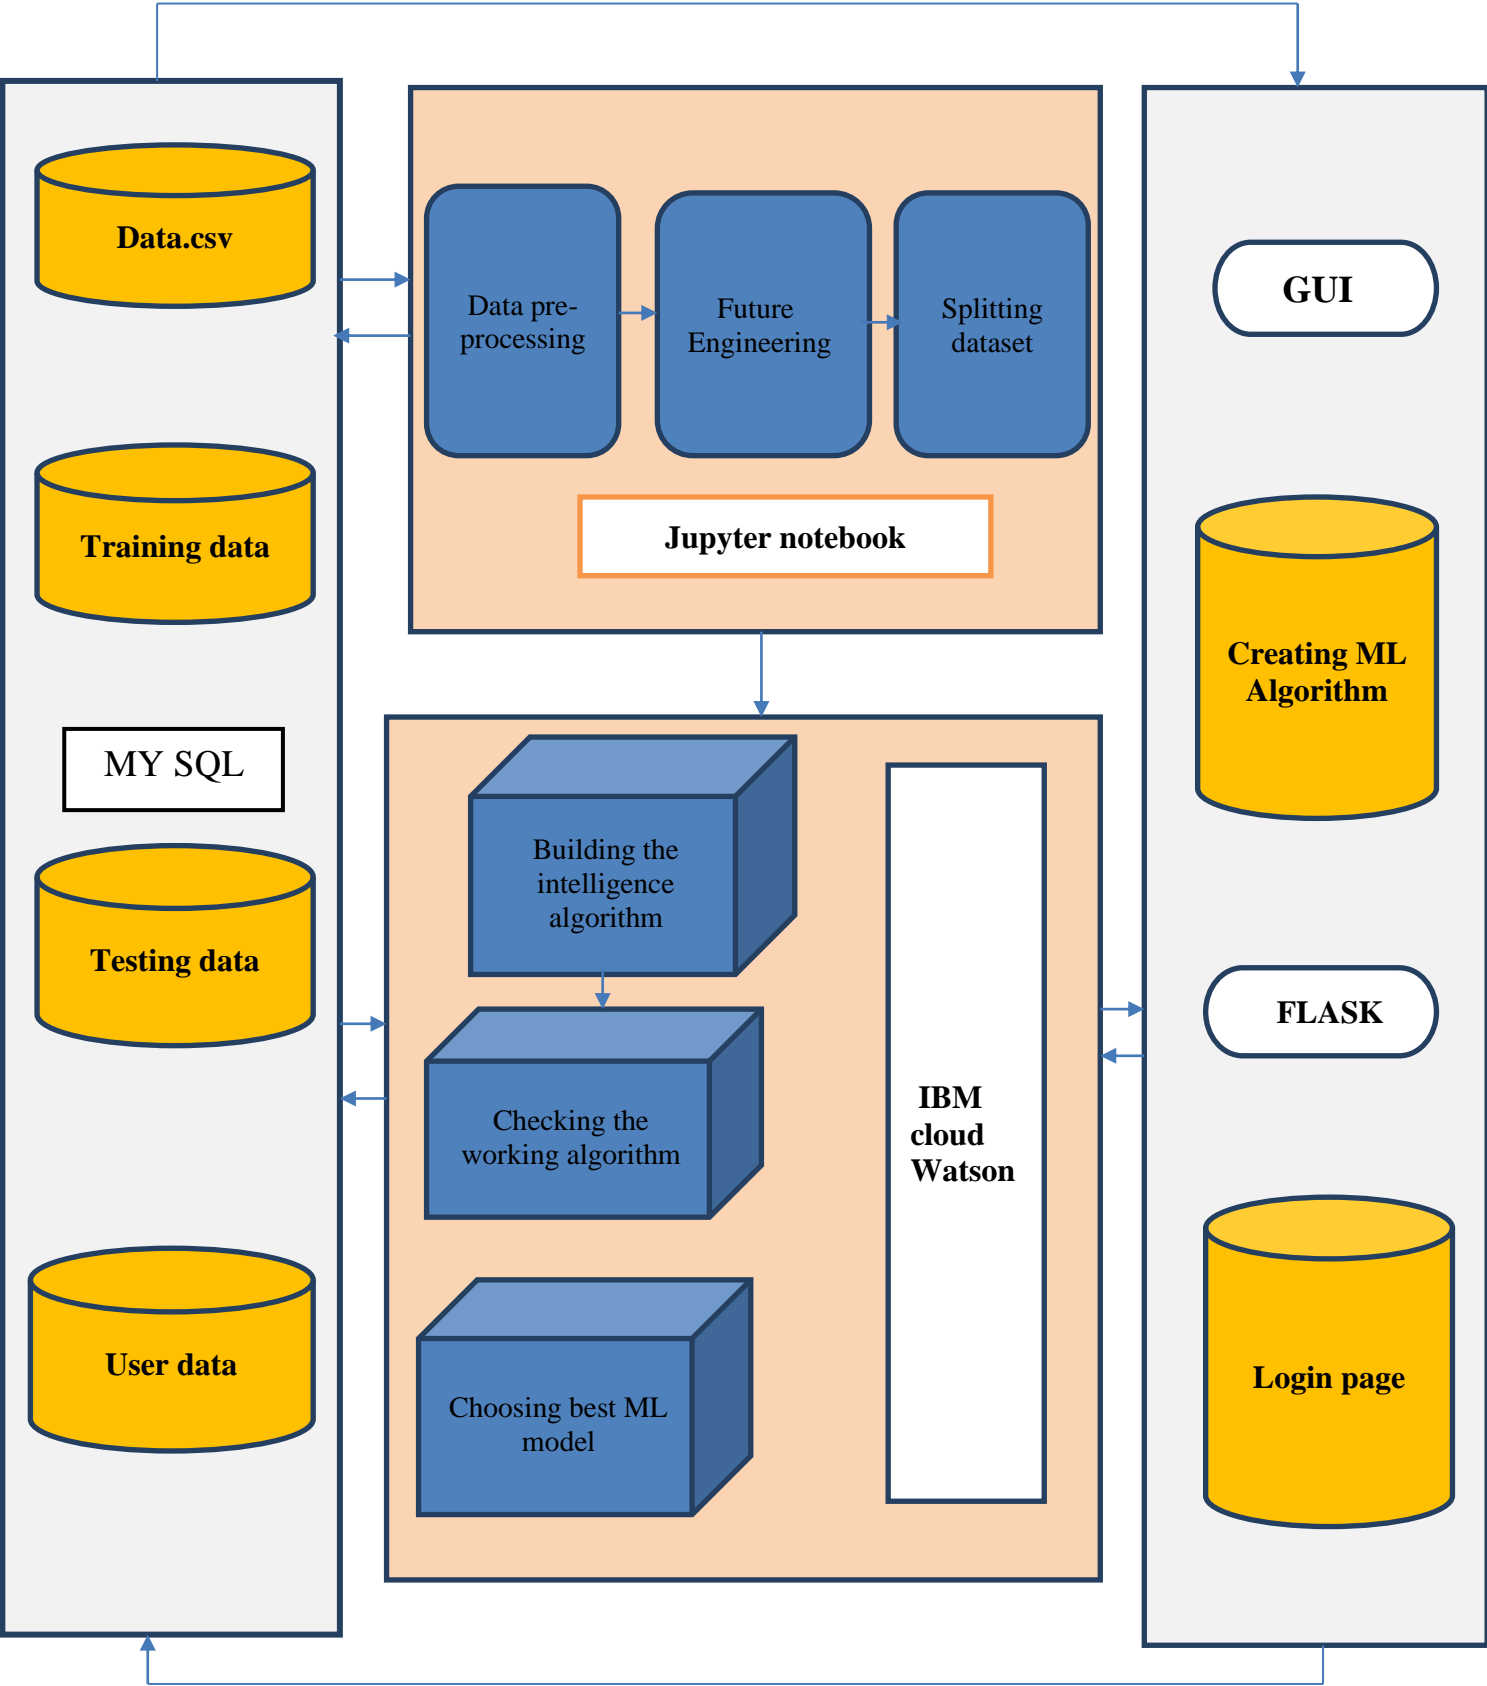 Data.csv
Training data
MY SQL
Testing data
User data
Data pre-
processing
Future
Engineering
Splitting
dataset
Jupyter notebook
Building the
intelligence
algorithm
Checking the
working algorithm
Choosing best ML
model
IBM
cloud
Watson
GUI
Creating ML
Algorithm
FLASK
Login page